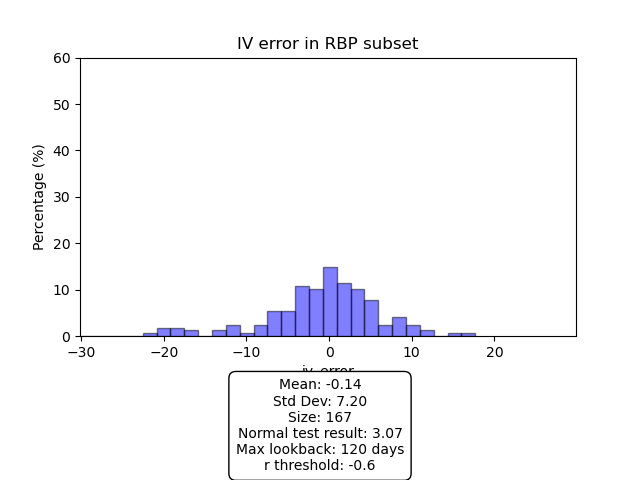 IV error in RBP subset
Percentage (%)
60
50
40
30
20
10
0
−30 −20 −10 0 10 20
iv_error
Mean: -0.14
Std Dev: 7.20
Size: 167
Normal test result: 3.07
Max lookback: 120 days
r threshold: -0.6